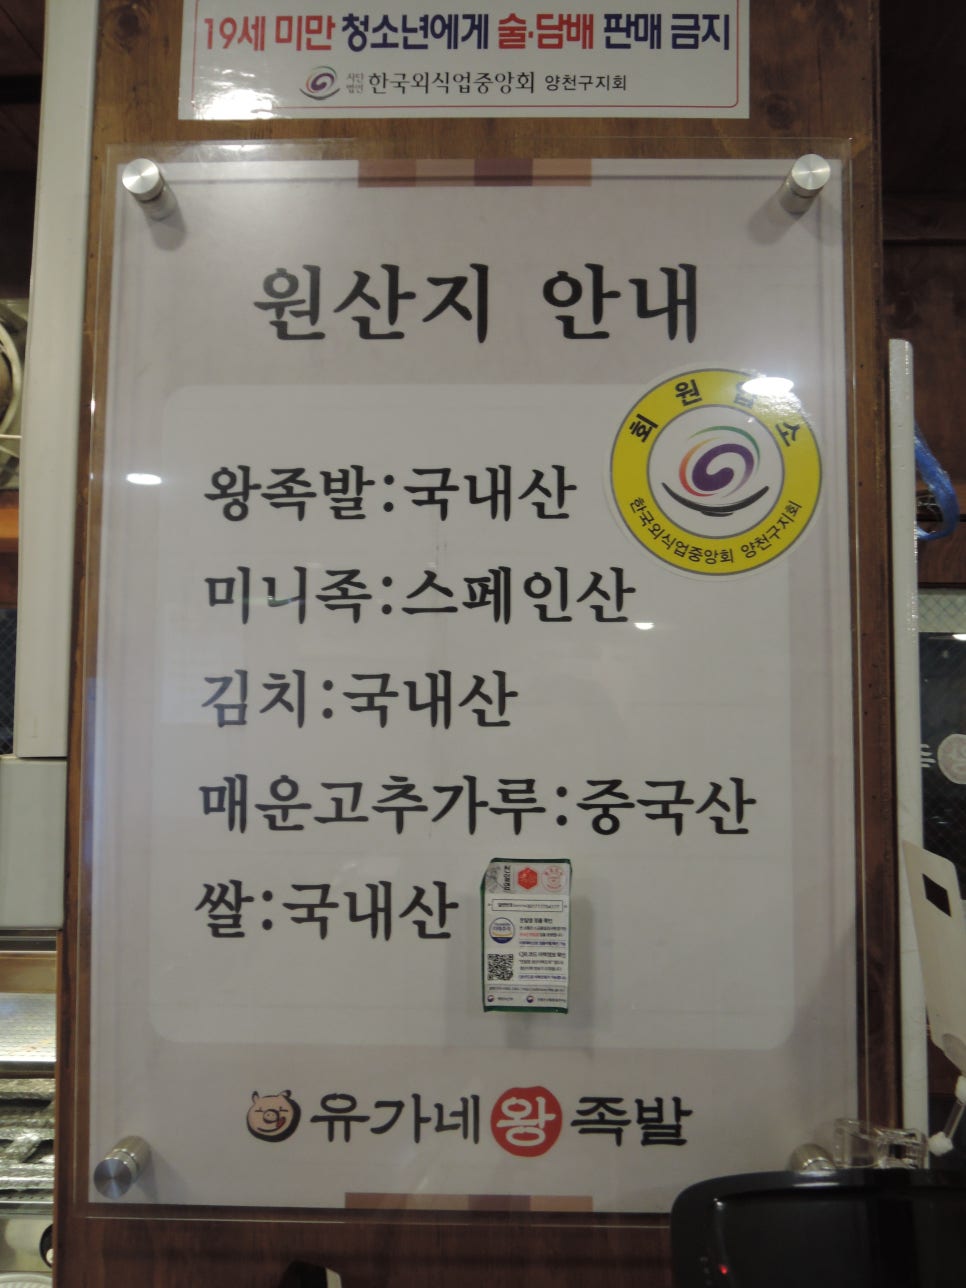 19세 미만 청소년에게 술·담배 판매 금지
사단법인 한국외식업중앙회 양천구지회
원산지 안내
회원업소
한국외식업중앙회 양천구지회
왕족발:국내산
미니족:스페인산
김치:국내산
매운고추가루:중국산
쌀:국내산
유가네왕족발